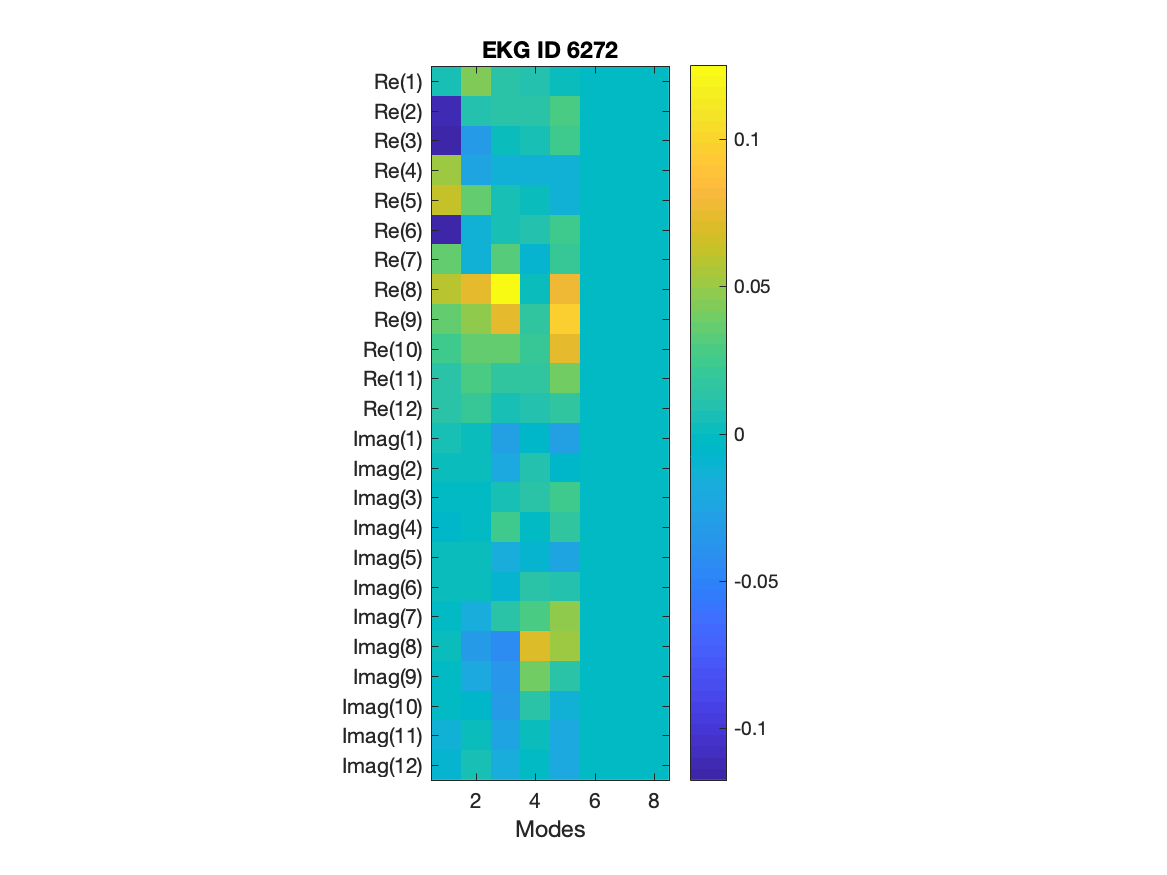 EKG ID 6272
Re(1)
Re(2)
Re(3)
Re(4)
Re(5)
Re(6)
Re(7)
Re(8)
Re(9)
Re(10)
Re(11)
Re(12)
Imag(1)
Imag(2)
Imag(3)
Imag(4)
Imag(5)
Imag(6)
Imag(7)
Imag(8)
Imag(9)
Imag(10)
Imag(11)
Imag(12)
2 4 6 8
Modes
0.1
0.05
0
-0.05
-0.1